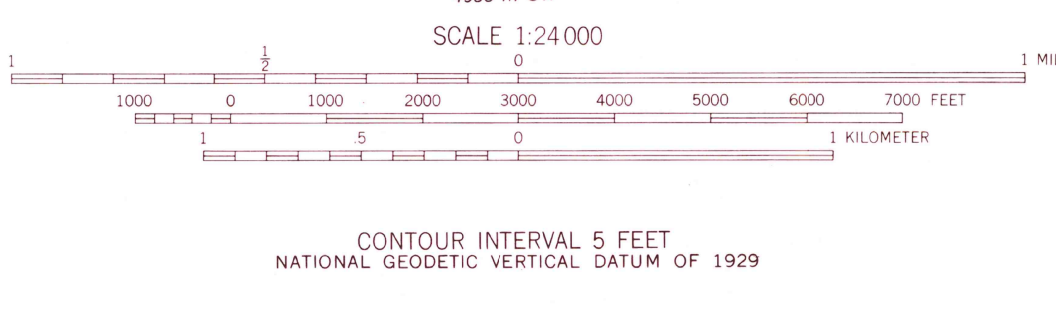 SCALE 1:24 000
1 1/2 0 1
1000 0 1000 2000 3000 4000 5000 6000 7000 FEET
1 .5 0 1 KILOMETER
CONTOUR INTERVAL 5 FEET
NATIONAL GEODETIC VERTICAL DATUM OF 1929